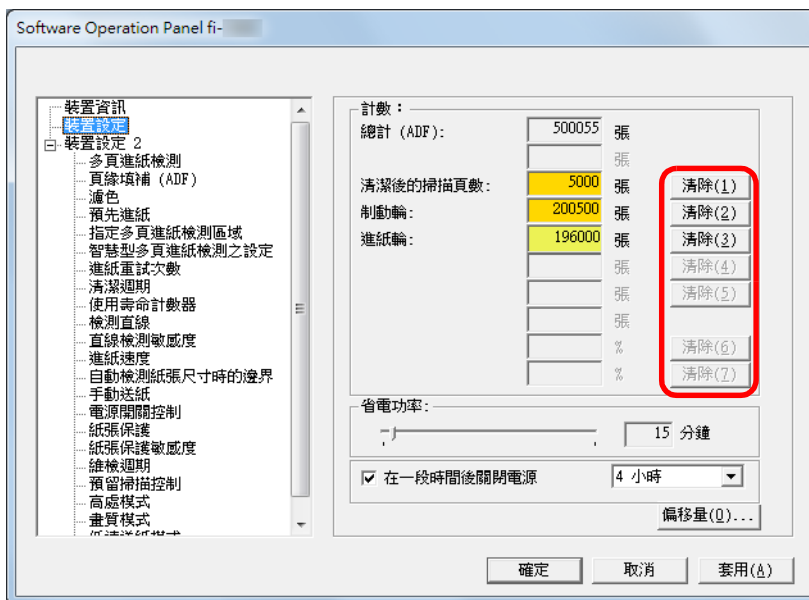 Software Operation Panel fi-
裝置資訊
裝置設定
裝置設定 2
多頁進紙檢測
頁緣填補 (ADF)
濾色
預先進紙
指定多頁進紙檢測區域
智慧型多頁進紙檢測之設定
進紙重試次數
清潔週期
使用壽命計數器
檢測直線
直線檢測敏感度
進紙速度
自動檢測紙張尺寸時的邊界
手動送紙
電源開關控制
紙張保護
紙張保護敏感度
維檢週期
預留掃描控制
高處模式
畫質模式
低速送紙模式
計數：
總計 (ADF): 500055 張
張
清潔後的掃描頁數: 5000 張 清除(1)
制動輪: 200500 張 清除(2)
進紙輪: 196000 張 清除(3)
張 清除(4)
張 清除(5)
張
% 清除(6)
% 清除(7)
省電功率:
15 分鐘
在一段時間後關閉電源 4 小時
偏移量(O)...
確定 取消 套用(A)